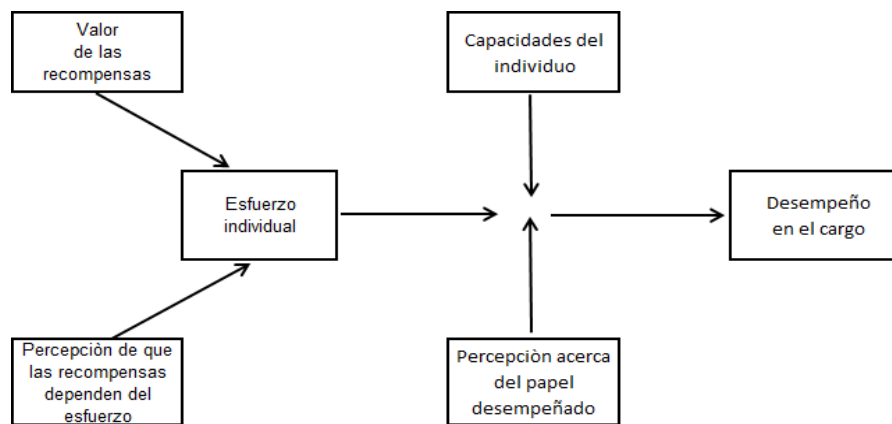 Valor
de las
recompensas
Capacidades del
individuo
Esfuerzo
individual
Desempeño
en el cargo
Percepciòn de que
las recompensas
dependen del
esfuerzo
Percepciòn acerca
del papel
desempeñado